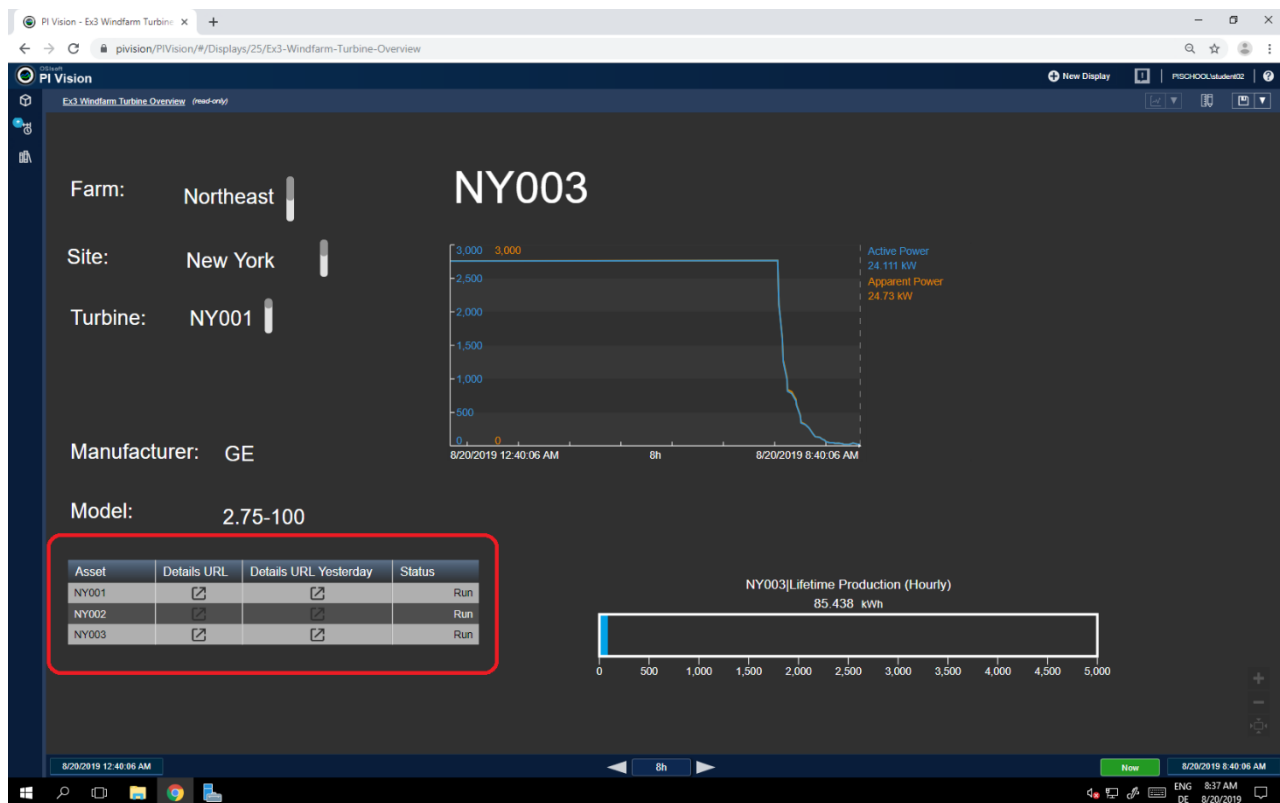 PI Vision - Ex3 Windfarm Turbine
pivision/PIVision/#/Displays/25/Ex3-Windfarm-Turbine-Overview
OSIsoft
PI Vision
New Display
PISCHOOL\student02
Ex3 Windfarm Turbine Overview (read-only)
Farm: Northeast
NY003
Site: New York
Turbine: NY001
3,000 3,000
2,500
2,000
1,500
1,000
500
0 0
8/20/2019 12:40:06 AM 8h 8/20/2019 8:40:06 AM
Active Power
24.111 kW
Apparent Power
24.73 kW
Manufacturer: GE
Model: 2.75-100
Asset Details URL Details URL Yesterday Status
NY001 Run
NY002 Run
NY003 Run
NY003|Lifetime Production (Hourly)
85.438 kWh
0 500 1,000 1,500 2,000 2,500 3,000 3,500 4,000 4,500 5,000
8/20/2019 12:40:06 AM 8h Now 8/20/2019 8:40:06 AM
ENG 8:37 AM
DE 8/20/2019